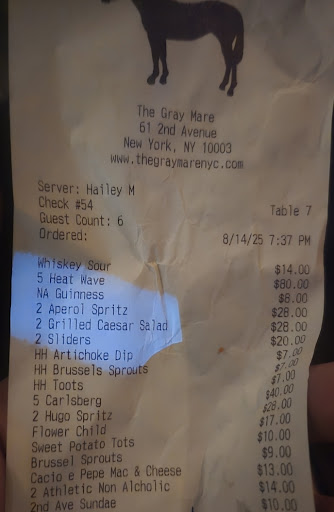 The Gray Mare
61 2nd Avenue
New York, NY 10003
www.thegraymarenyc.com
Server: Hailey M
Check #54 Table 7
Guest Count: 6
Ordered: 8/14/25 7:37 PM
Whiskey Sour $14.00
5 Heat Wave $80.00
NA Guinness $8.00
2 Aperol Spritz $28.00
2 Grilled Caesar Salad $28.00
2 Sliders $20.00
HH Artichoke Dip $7.00
HH Brussels Sprouts $7.00
HH Toots $7.00
5 Carlsberg $40.00
2 Hugo Spritz $28.00
Flower Child $17.00
Sweet Potato Tots $10.00
Brussel Sprouts $9.00
Cacio e Pepe Mac & Cheese $13.00
2 Athletic Non Alcholic $14.00
2nd Ave Sundae $10.00